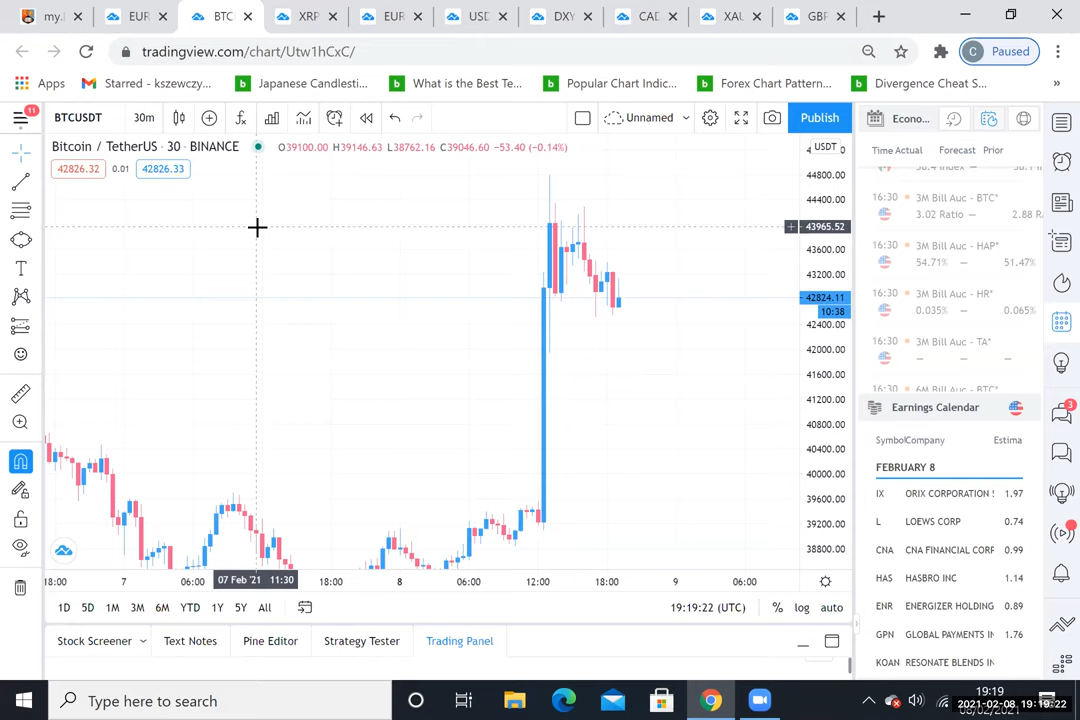 my.l
EUR
BTC
XRP
EUR
USD
DXY
CAD
XAU
GBP
tradingview.com/chart/Utw1hCxC/
C Paused
Apps
Starred - kszewczy...
Japanese Candlesti...
What is the Best Te...
Popular Chart Indic...
Forex Chart Pattern...
Divergence Cheat S...
»
11
BTCUSDT
30m
Unnamed
Publish
Econo...
Bitcoin / TetherUS · 30 · BINANCE
O39100.00 H39146.63 L38762.16 C39046.60 -53.40 (-0.14%)
USDT
42826.32
0.01
42826.33
Time Actual
Forecast
Prior
44800.00
44400.00
43965.52
43600.00
43200.00
42824.11
10:38
42400.00
42000.00
41600.00
41200.00
40800.00
40400.00
40000.00
39600.00
39200.00
38800.00
16:30
3M Bill Auc - BTC*
3.02 Ratio
—
2.88 R
16:30
3M Bill Auc - HAP*
54.71%
—
51.47%
16:30
3M Bill Auc - HR*
0.035%
—
0.065%
16:30
3M Bill Auc - TA*
—
—
—
16:30
6M Bill Auc - BTC*
Earnings Calendar
Symbol
Company
Estima
FEBRUARY 8
IX ORIX CORPORATION 1.97
L LOEWS CORP 0.74
CNA CNA FINANCIAL CORF 0.99
HAS HASBRO INC 1.14
ENR ENERGIZER HOLDING 0.89
GPN GLOBAL PAYMENTS IN 1.76
KOAN RESONATE BLENDS IN
3
18:00
7
06:00
07 Feb '21 11:30
18:00
8
06:00
12:00
18:00
9
06:00
1D 5D 1M 3M 6M YTD 1Y 5Y All
19:19:22 (UTC)
% log auto
Stock Screener
Text Notes
Pine Editor
Strategy Tester
Trading Panel
Type here to search
19:19
2021-02-08 19:19:22